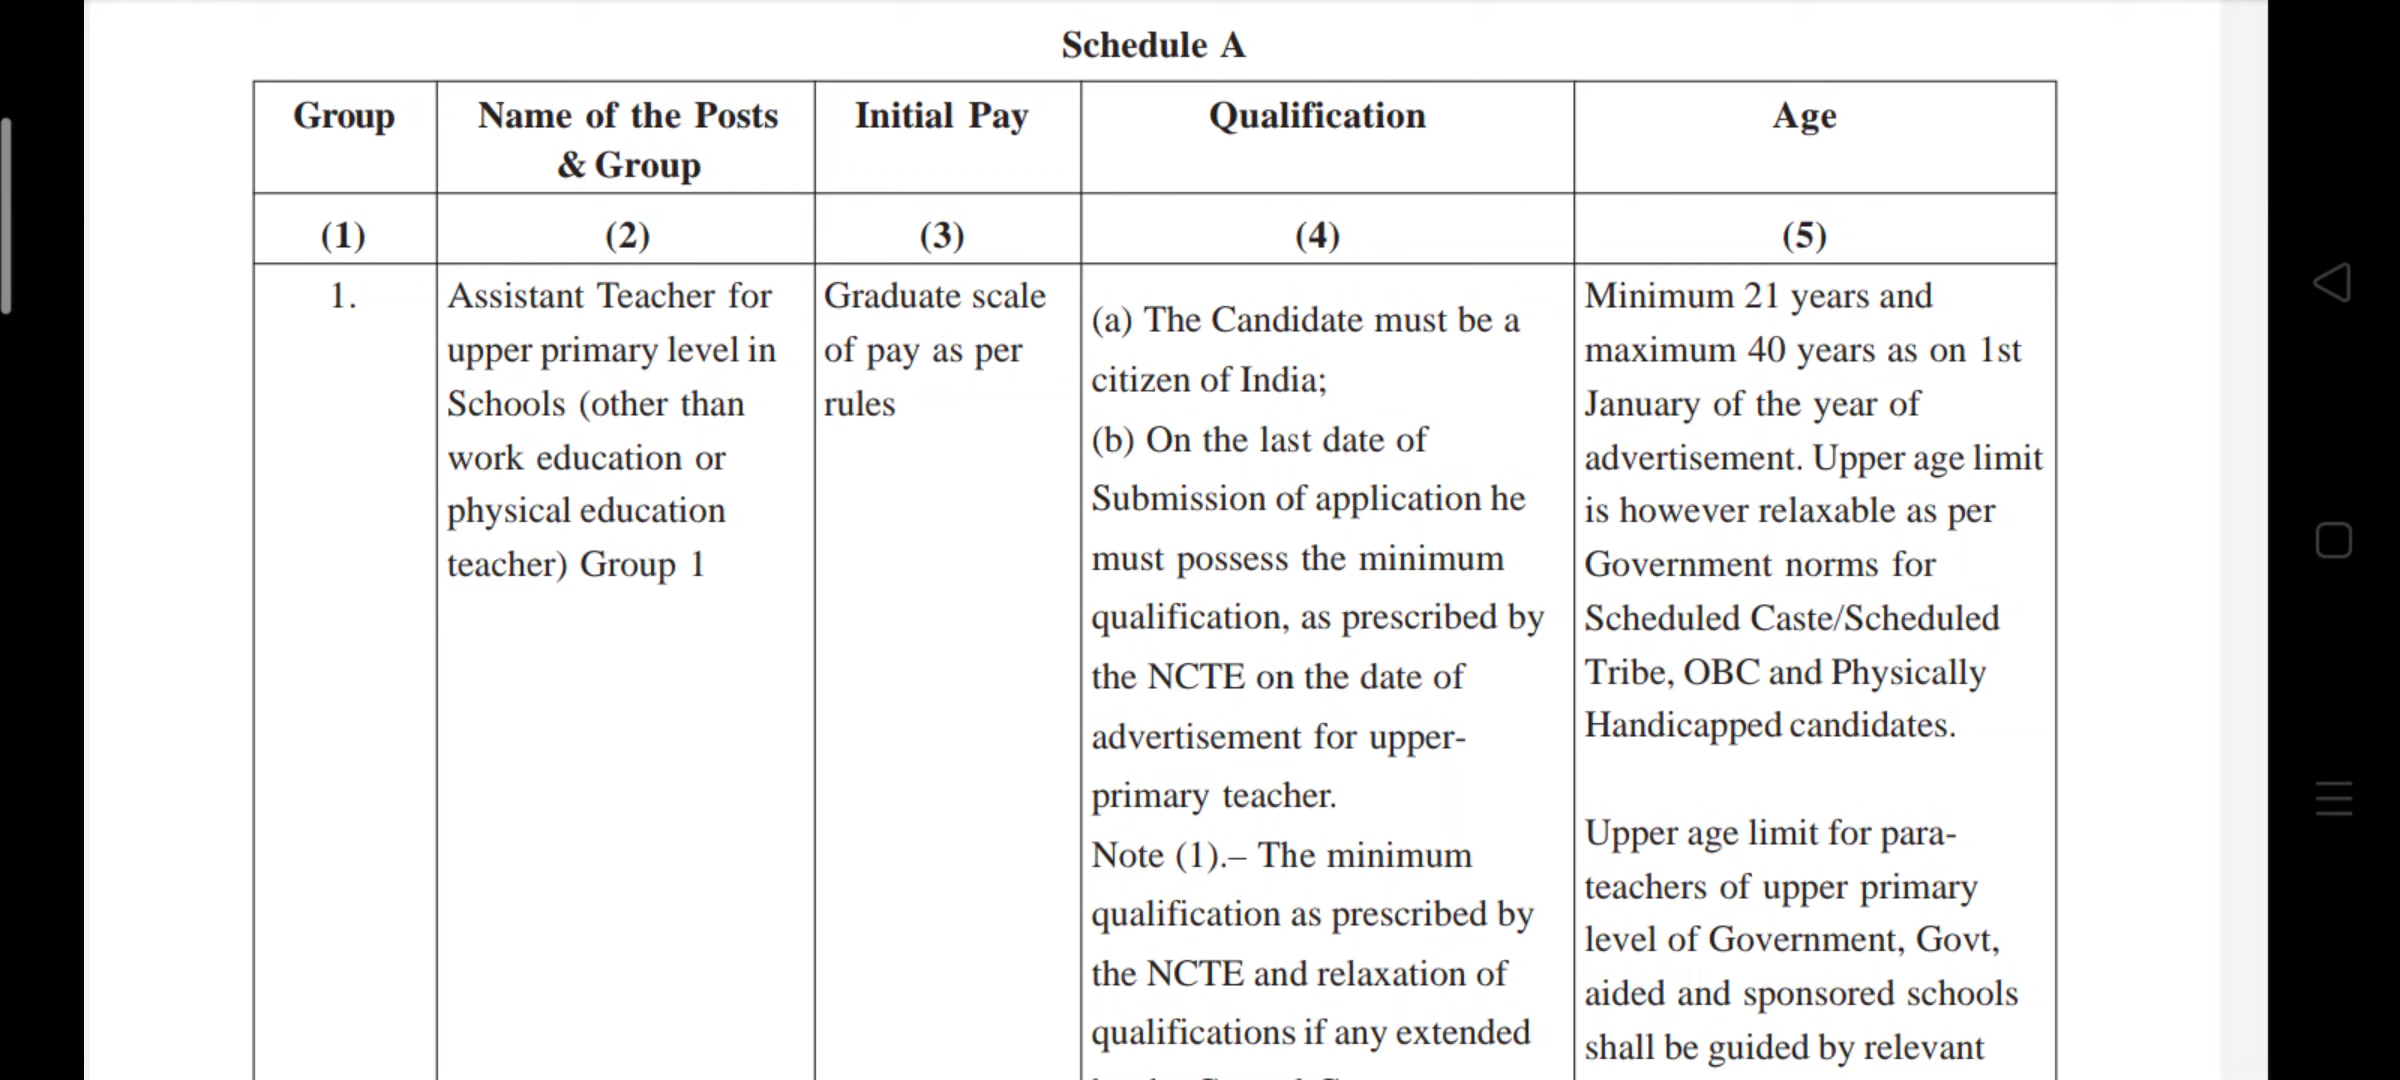 Schedule A
Group
Name of the Posts
& Group
Initial Pay
Qualification
Age
(1)
(2)
(3)
(4)
(5)
1.
Assistant Teacher for
upper primary level in
Schools (other than
work education or
physical education
teacher) Group 1
Graduate scale
of pay as per
rules
(a) The Candidate must be a
citizen of India;
(b) On the last date of
Submission of application he
must possess the minimum
qualification, as prescribed by
the NCTE on the date of
advertisement for upper-
primary teacher.
Note (1).– The minimum
qualification as prescribed by
the NCTE and relaxation of
qualifications if any extended
Minimum 21 years and
maximum 40 years as on 1st
January of the year of
advertisement. Upper age limit
is however relaxable as per
Government norms for
Scheduled Caste/Scheduled
Tribe, OBC and Physically
Handicapped candidates.
Upper age limit for para-
teachers of upper primary
level of Government, Govt,
aided and sponsored schools
shall be guided by relevant